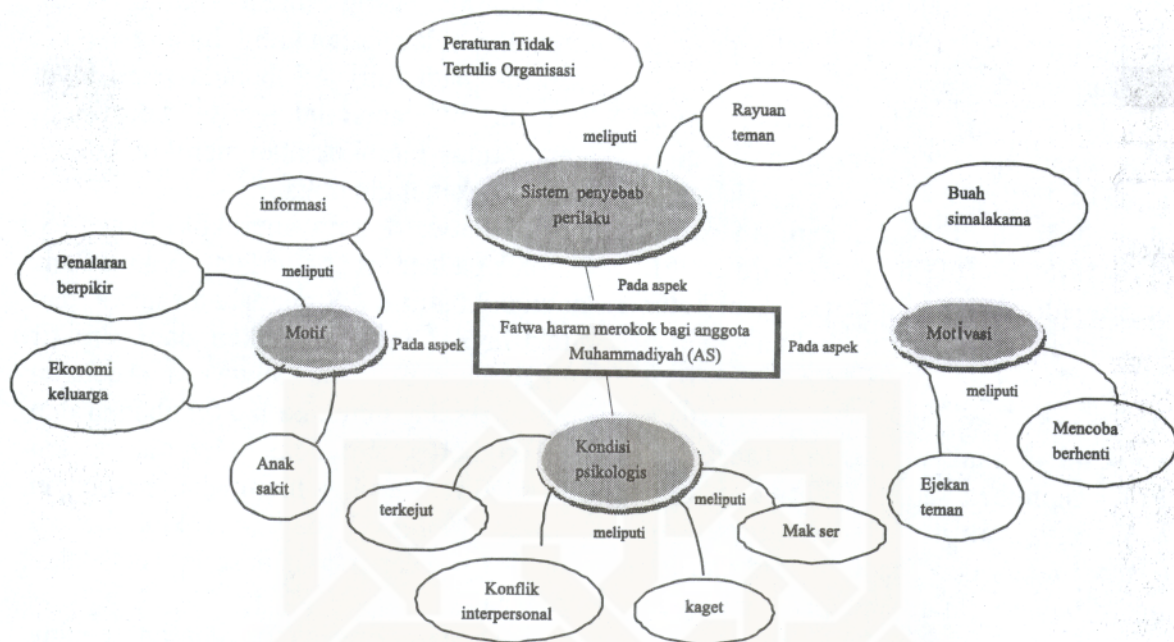 Peraturan Tidak
Tertulis Organisasi
Rayuan
teman
meliputi
Sistem penyebab
perilaku
informasi
Buah
simalakama
Penalaran
berpikir
meliputi
Pada aspek
Motif
Pada aspek
Fatwa haram merokok bagi anggota
Muhammadiyah (AS)
Pada aspek
Motivasi
Ekonomi
keluarga
meliputi
Anak
sakit
Kondisi
psikologis
Mencoba
berhenti
terkejut
meliputi
meliputi
Mak ser
Ejekan
teman
Konflik
interpersonal
kaget